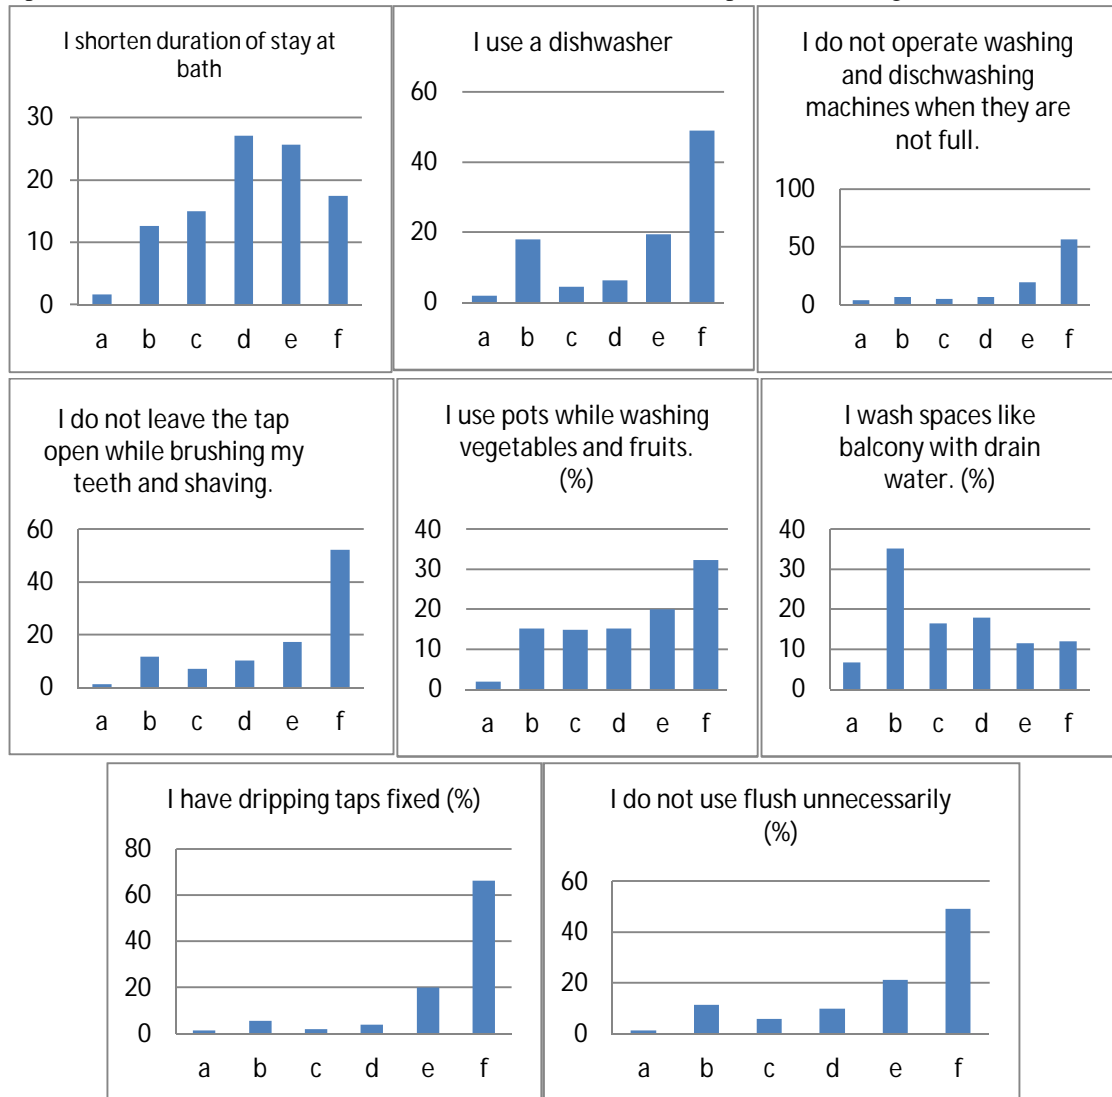 I shorten duration of stay at
bath
30
20
10
0
a b c d e f
I use a dishwasher
60
40
20
0
a b c d e f
I do not operate washing
and dischwashing
machines when they are
not full.
100
50
0
a b c d e f
I do not leave the tap
open while brushing my
teeth and shaving.
60
40
20
0
a b c d e f
I use pots while washing
vegetables and fruits.
(%)
40
30
20
10
0
a b c d e f
I wash spaces like
balcony with drain
water. (%)
40
30
20
10
0
a b c d e f
I have dripping taps fixed (%)
80
60
40
20
0
a b c d e f
I do not use flush unnecessarily
(%)
60
40
20
0
a b c d e f